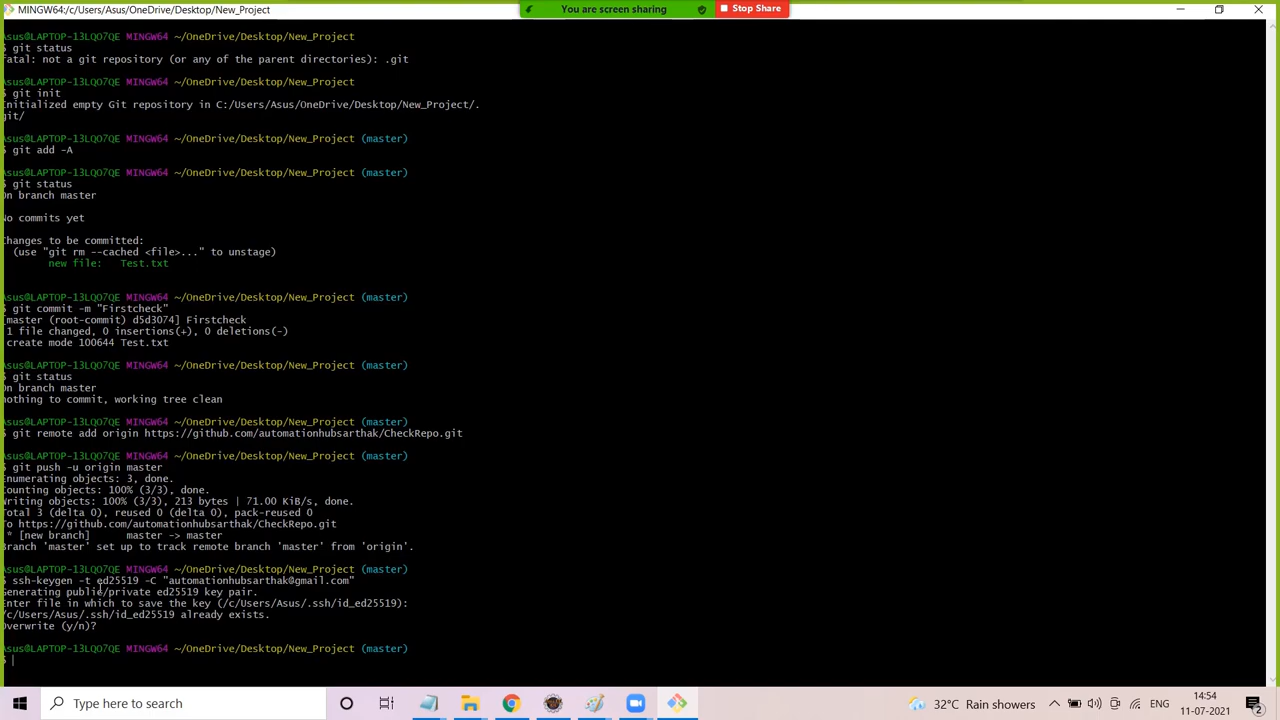 MINGW64:/c/Users/Asus/OneDrive/Desktop/New_Project
You are screen sharing
Stop Share
Asus@LAPTOP-13LQO7QE MINGW64 ~/OneDrive/Desktop/New_Project
$ git status
fatal: not a git repository (or any of the parent directories): .git
Asus@LAPTOP-13LQO7QE MINGW64 ~/OneDrive/Desktop/New_Project
$ git init
Initialized empty Git repository in C:/Users/Asus/OneDrive/Desktop/New_Project/.
git/
Asus@LAPTOP-13LQO7QE MINGW64 ~/OneDrive/Desktop/New_Project (master)
$ git add -A
Asus@LAPTOP-13LQO7QE MINGW64 ~/OneDrive/Desktop/New_Project (master)
$ git status
On branch master
No commits yet
Changes to be committed:
(use "git rm --cached <file>..." to unstage)
new file: Test.txt
Asus@LAPTOP-13LQO7QE MINGW64 ~/OneDrive/Desktop/New_Project (master)
$ git commit -m "Firstcheck"
[master (root-commit) d5d3074] Firstcheck
1 file changed, 0 insertions(+), 0 deletions(-)
create mode 100644 Test.txt
Asus@LAPTOP-13LQO7QE MINGW64 ~/OneDrive/Desktop/New_Project (master)
$ git status
On branch master
nothing to commit, working tree clean
Asus@LAPTOP-13LQO7QE MINGW64 ~/OneDrive/Desktop/New_Project (master)
$ git remote add origin https://github.com/automationhubsarthak/CheckRepo.git
Asus@LAPTOP-13LQO7QE MINGW64 ~/OneDrive/Desktop/New_Project (master)
$ git push -u origin master
Enumerating objects: 3, done.
Counting objects: 100% (3/3), done.
Writing objects: 100% (3/3), 213 bytes | 71.00 KiB/s, done.
Total 3 (delta 0), reused 0 (delta 0), pack-reused 0
To https://github.com/automationhubsarthak/CheckRepo.git
* [new branch] master -> master
Branch 'master' set up to track remote branch 'master' from 'origin'.
Asus@LAPTOP-13LQO7QE MINGW64 ~/OneDrive/Desktop/New_Project (master)
$ ssh-keygen -t ed25519 -C "automationhubsarthak@gmail.com"
Generating public/private ed25519 key pair.
Enter file in which to save the key (/c/Users/Asus/.ssh/id_ed25519):
/c/Users/Asus/.ssh/id_ed25519 already exists.
Overwrite (y/n)?
Asus@LAPTOP-13LQO7QE MINGW64 ~/OneDrive/Desktop/New_Project (master)
$
Type here to search
32°C Rain showers
ENG
14:54
11-07-2021
2